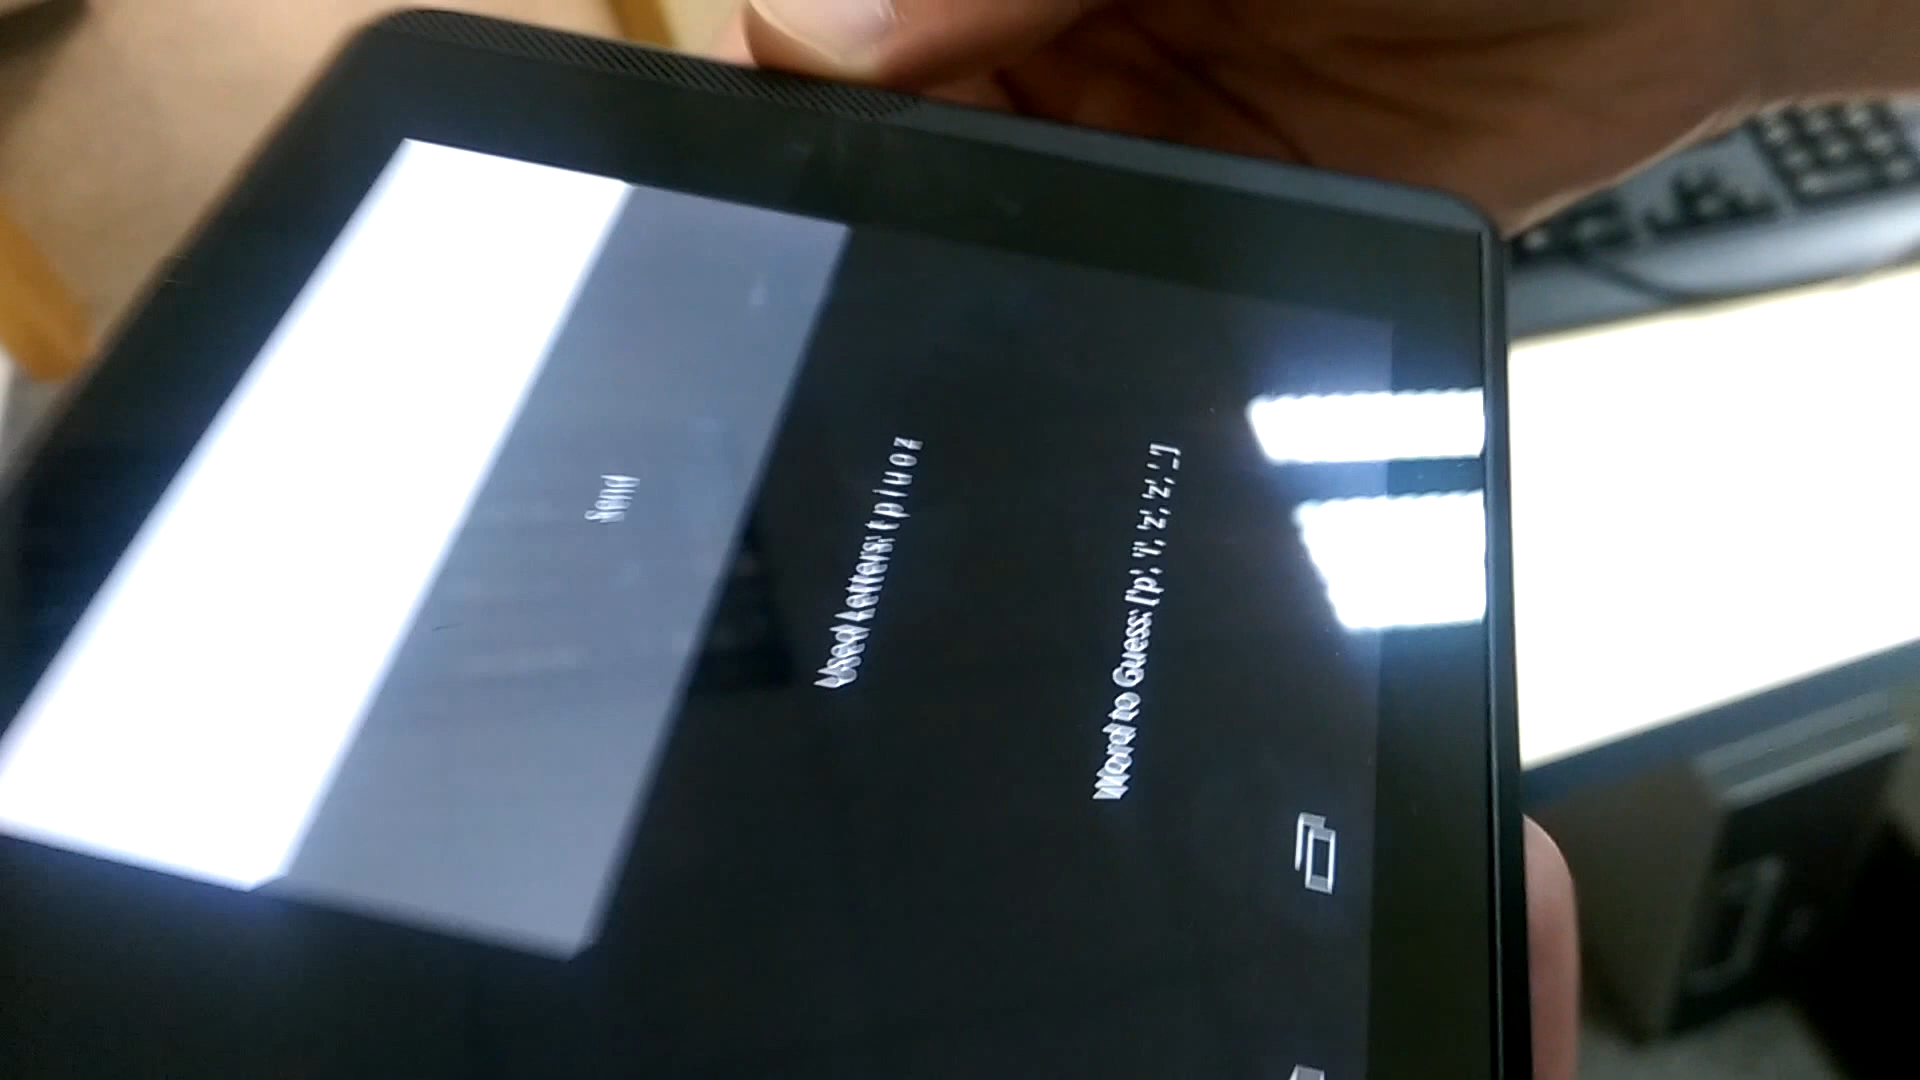 Send
Used Letters: t p i u o z
Word to Guess: ['p', 'i', 'z', 'z', '_']